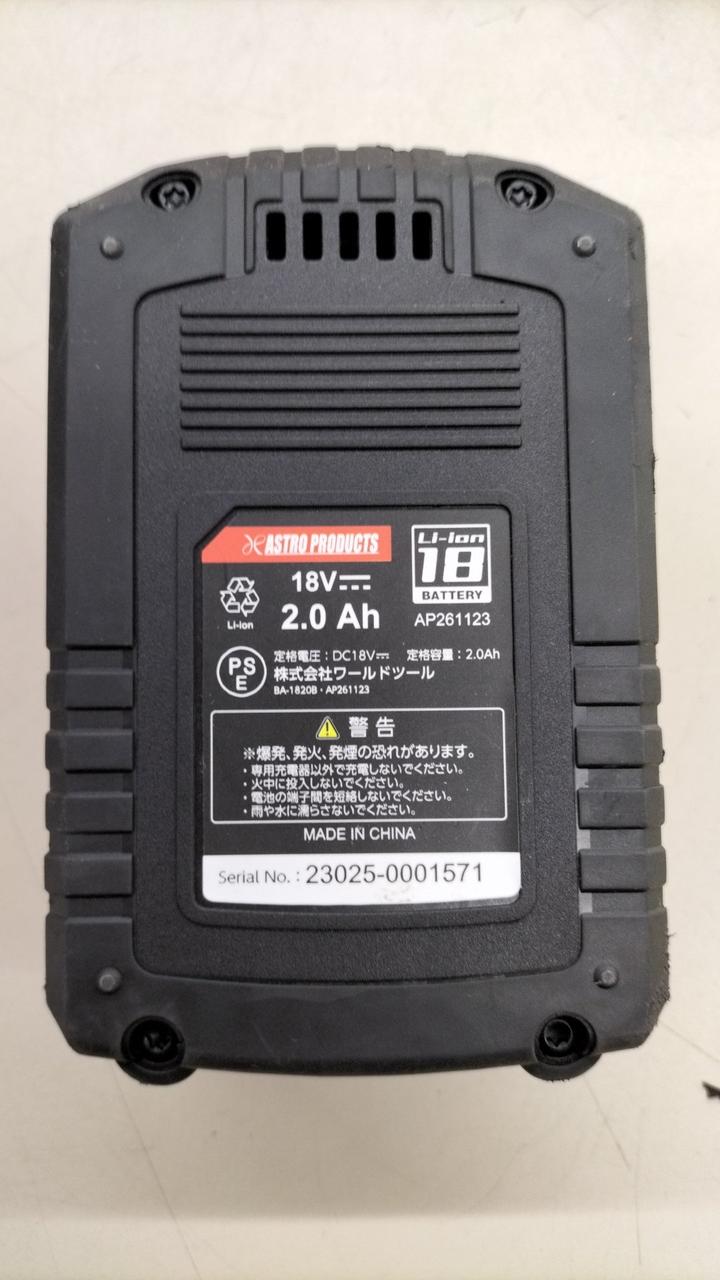 ASTRO PRODUCTS
Li-ion
18
BATTERY
AP261123
18V
2.0 Ah
Li-ion
PSE
定格電圧：DC18V 定格容量：2.0Ah
株式会社ワールドツール
BA-1820B・AP261123
警告
※爆発、発火、発煙の恐れがあります。
・専用充電器以外で充電しないでください。
・火中に投入しないでください。
・電池の端子間を短絡しないでください。
・雨や水に濡らさないでください。
MADE IN CHINA
Serial No.：23025-0001571